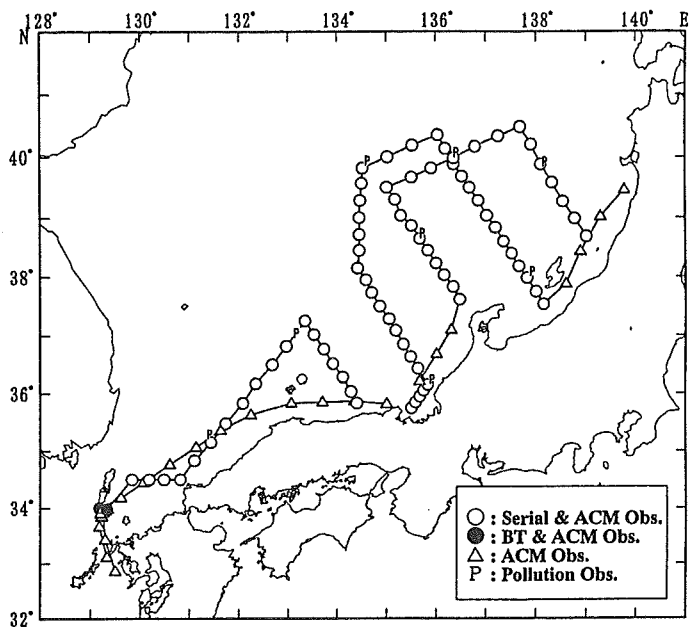 128° 130° 132° 134° 136° 138° 140° E
N
40°
38°
36°
34°
32°
P
P
P
P
P
P
P
P
○ : Serial & ACM Obs.
● : BT & ACM Obs.
△ : ACM Obs.
P : Pollution Obs.